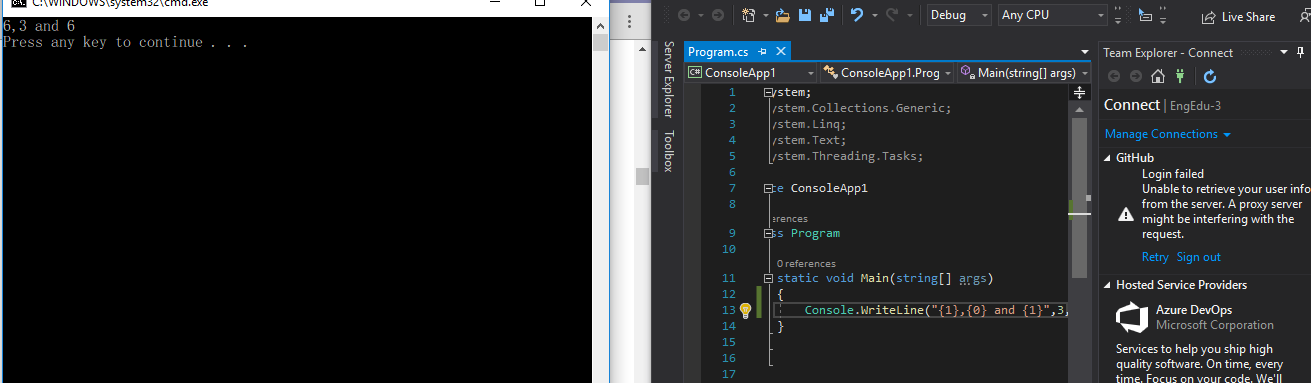 C:\WINDOWS\system32\cmd.exe
6,3 and 6
Press any key to continue . . .
Debug
Any CPU
Live Share
Server Explorer
Toolbox
Program.cs
C# ConsoleApp1
ConsoleApp1.Prog
Main(string[] args)
1 ystem;
2 ystem.Collections.Generic;
3 ystem.Linq;
4 ystem.Text;
5 ystem.Threading.Tasks;
6
7 ce ConsoleApp1
8
erences
9 ss Program
10
0 references
11 static void Main(string[] args)
12 {
13 Console.WriteLine("{1},{0} and {1}",3,
14 }
15
16
17
Team Explorer - Connect
Connect | EngEdu-3
Manage Connections
GitHub
Login failed
Unable to retrieve your user info
from the server. A proxy server
might be interfering with the
request.
Retry Sign out
Hosted Service Providers
Azure DevOps
Microsoft Corporation
Services to help you ship high
quality software. On time, every
time. Focus on your code. We'll